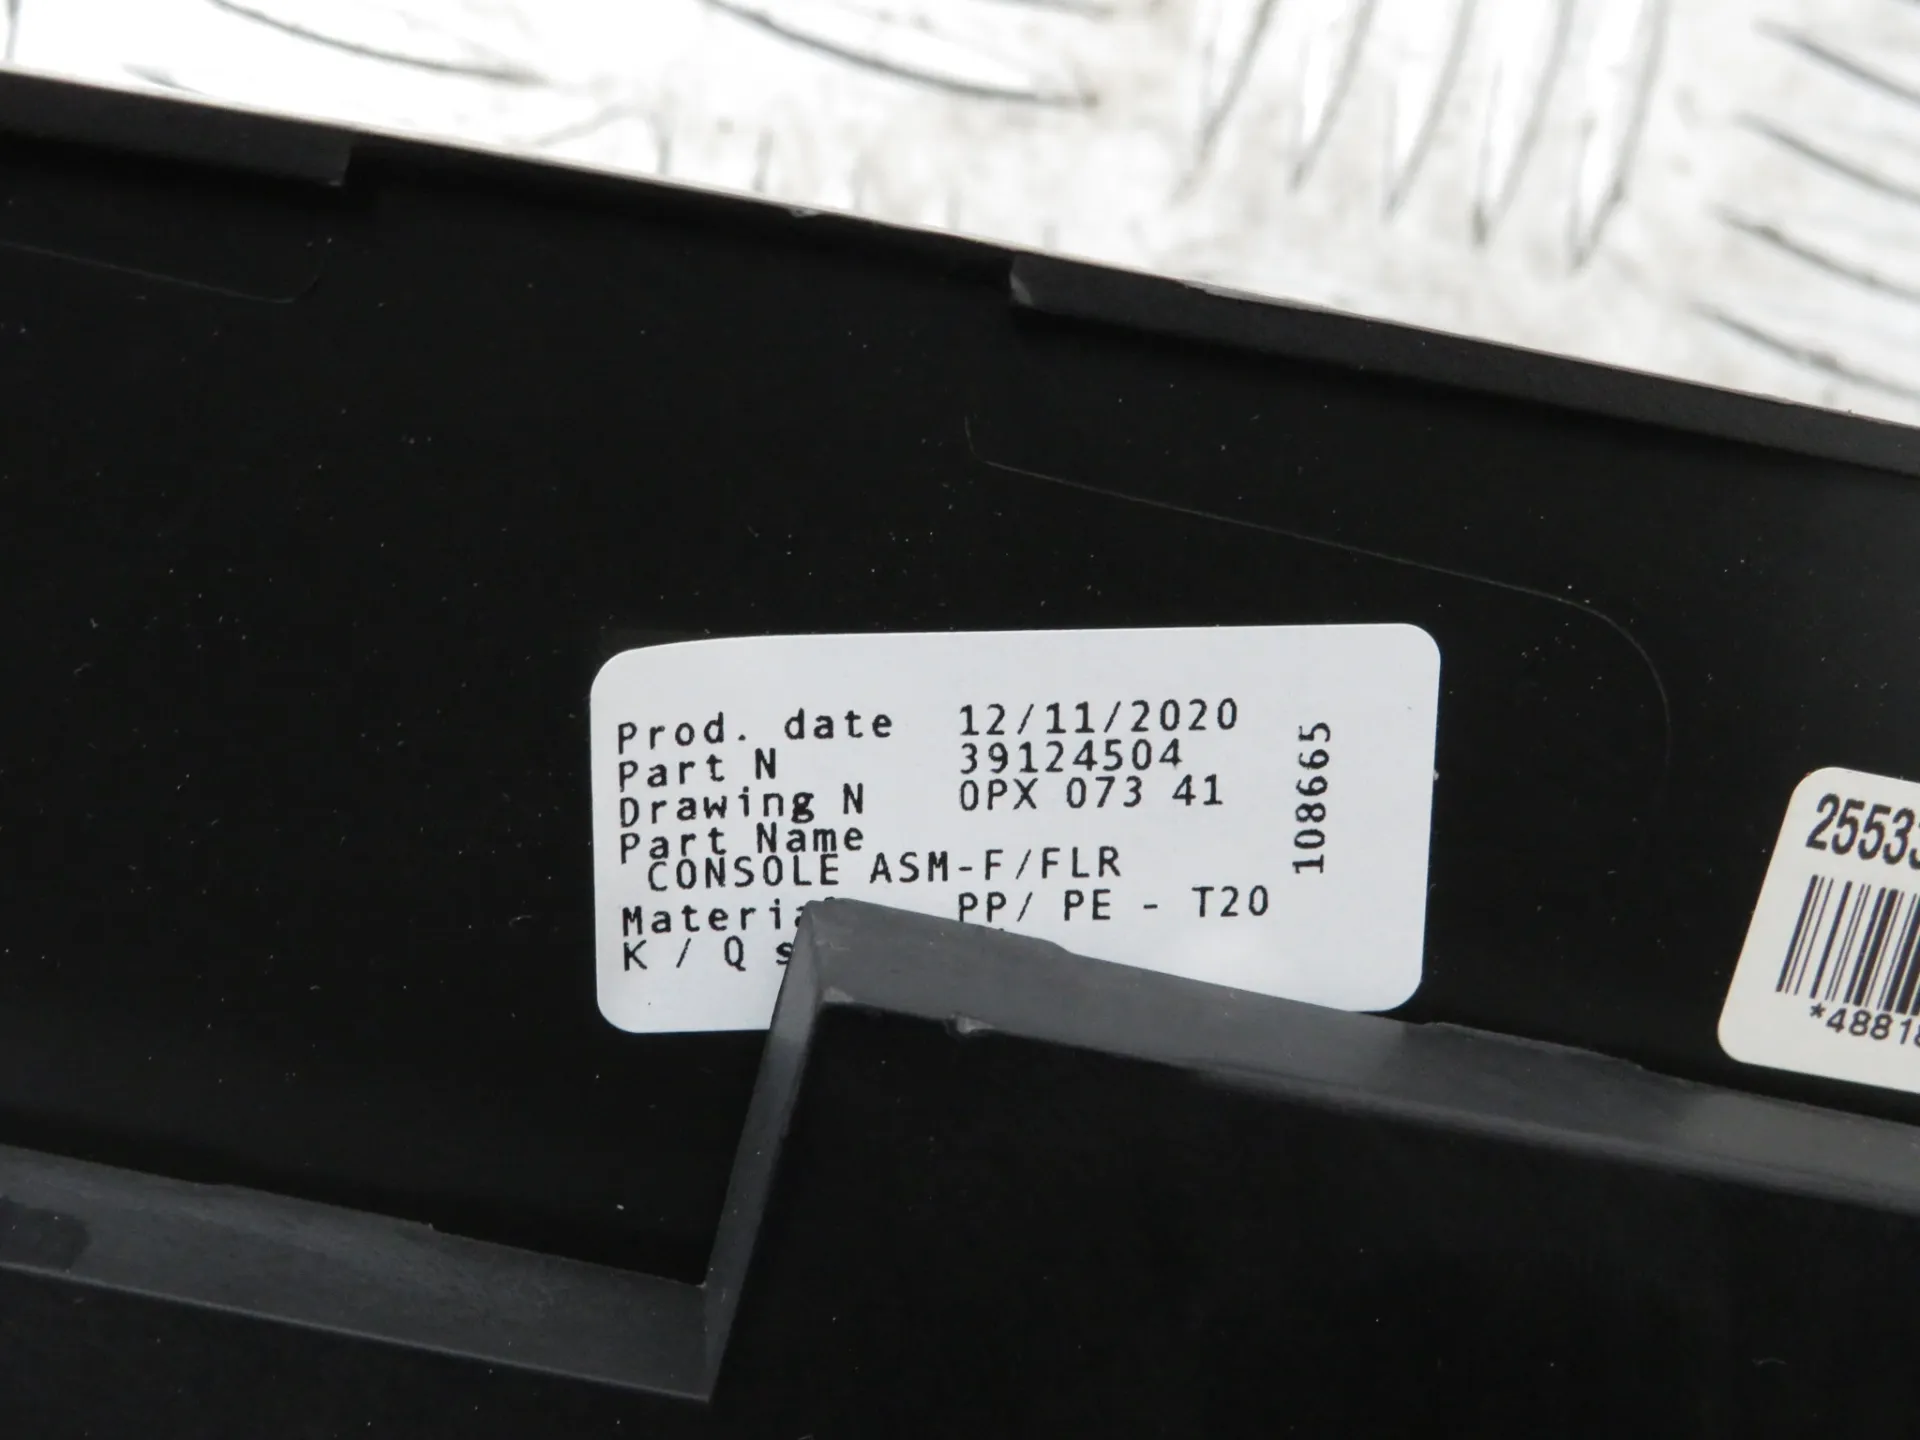 Prod. date 12/11/2020
Part N 39124504
Drawing N 0PX 073 41
Part Name
CONSOLE ASM-F/FLR
PP/ PE - T20
K / Q
108665